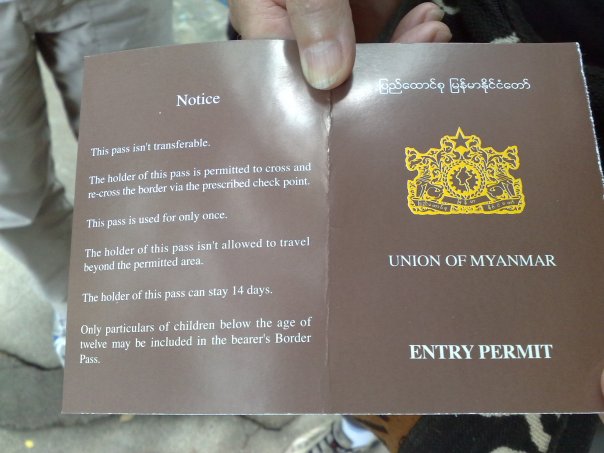 Notice
This pass isn't transferable.
The holder of this pass is permitted to cross and
re-cross the border via the prescribed check point.
This pass is used for only once.
The holder of this pass isn't allowed to travel
beyond the permitted area.
The holder of this pass can stay 14 days.
Only particulars of children below the age of
twelve may be included in the bearer's Border
Pass.
ပြည်ထောင်စု မြန်မာနိုင်ငံတော်
UNION OF MYANMAR
ENTRY PERMIT